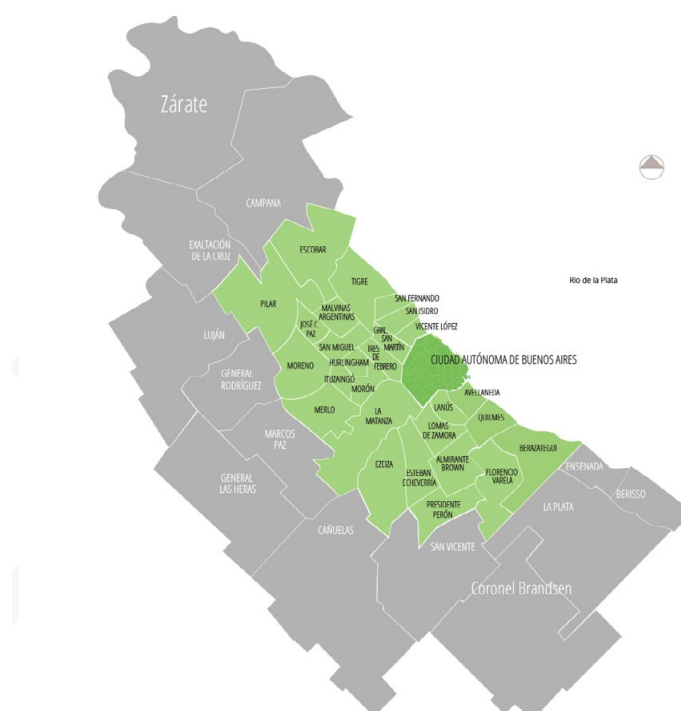 Zárate
CAMPANA
EXALTACIÓN
DE LA CRUZ
ESCOBAR
TIGRE
Rio de la Plata
PILAR
SAN FERNANDO
SAN ISIDRO
MALVINAS
ARGENTINAS
VICENTE LÓPEZ
JOSÉ C.
PAZ
GRAL.
SAN
MARTÍN
LUJÁN
SAN MIGUEL
TRES
DE
FEBRERO
CIUDAD AUTÓNOMA DE BUENOS AIRES
MORENO
HURLINGHAM
GENERAL
RODRÍGUEZ
ITUZAINGÓ
MORÓN
AVELLANEDA
MERLO
LA
MATANZA
LANÚS
QUILMES
LOMAS
DE ZAMORA
MARCOS
PAZ
BERAZATEGUI
EZEIZA
ALMIRANTE
BROWN
ENSENADA
GENERAL
LAS HERAS
ESTEBAN
ECHEVERRÍA
FLORENCIO
VARELA
BERISSO
PRESIDENTE
PERÓN
LA PLATA
CAÑUELAS
SAN VICENTE
Coronel Brandsen